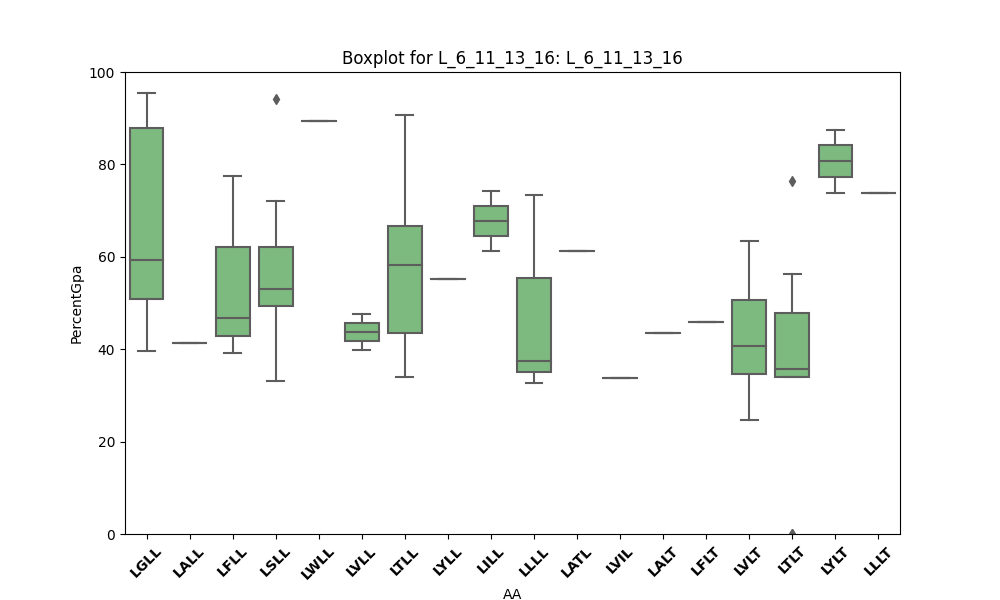 Boxplot for L_6_11_13_16: L_6_11_13_16
100
80
60
40
20
0
PercentGpa
LGLL
LALL
LFLL
LSLL
LWLL
LVLL
LTLL
LYLL
LILL
LLLL
LATL
LVIL
LALT
LFLT
LVLT
LTLT
LYLT
LLLT
AA